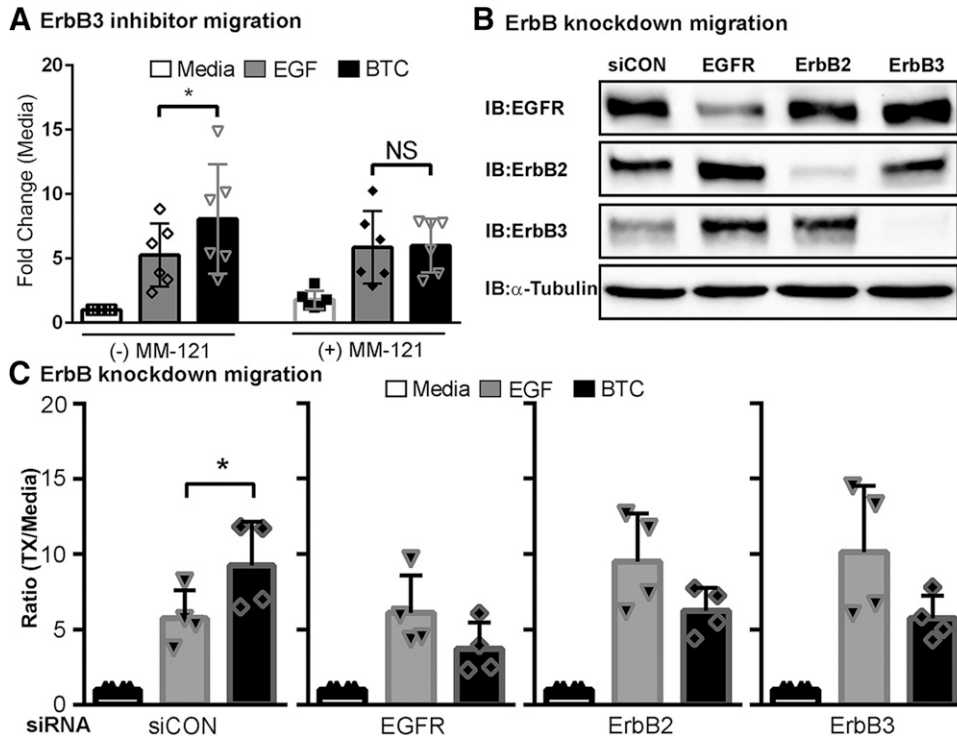 A ErbB3 inhibitor migration
Media EGF BTC
Fold Change (Media)
20
15
10
5
0
*
NS
(-) MM-121
(+) MM-121
B ErbB knockdown migration
siCON EGFR ErbB2 ErbB3
IB:EGFR
IB:ErbB2
IB:ErbB3
IB:α-Tubulin
C ErbB knockdown migration
Media EGF BTC
Ratio (TX/Media)
20
15
10
5
0
*
siRNA siCON EGFR ErbB2 ErbB3